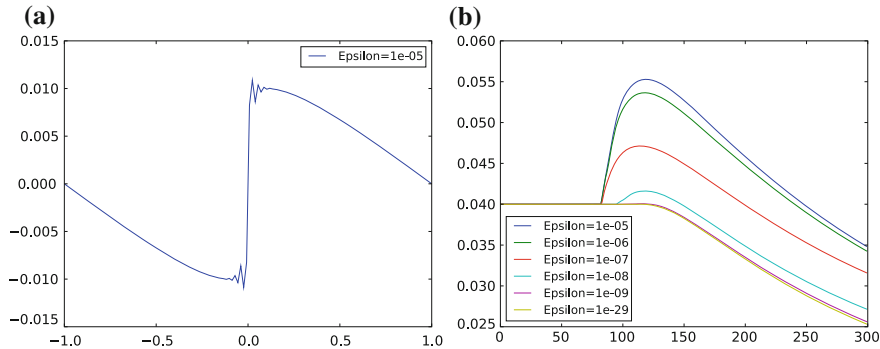 (a)
0.015
0.010
0.005
0.000
−0.005
−0.010
−0.015
−1.0 −0.5 0.0 0.5 1.0
Epsilon=1e-05
(b)
0.060
0.055
0.050
0.045
0.040
0.035
0.030
0.025
0 50 100 150 200 250 300
Epsilon=1e-05
Epsilon=1e-06
Epsilon=1e-07
Epsilon=1e-08
Epsilon=1e-09
Epsilon=1e-29